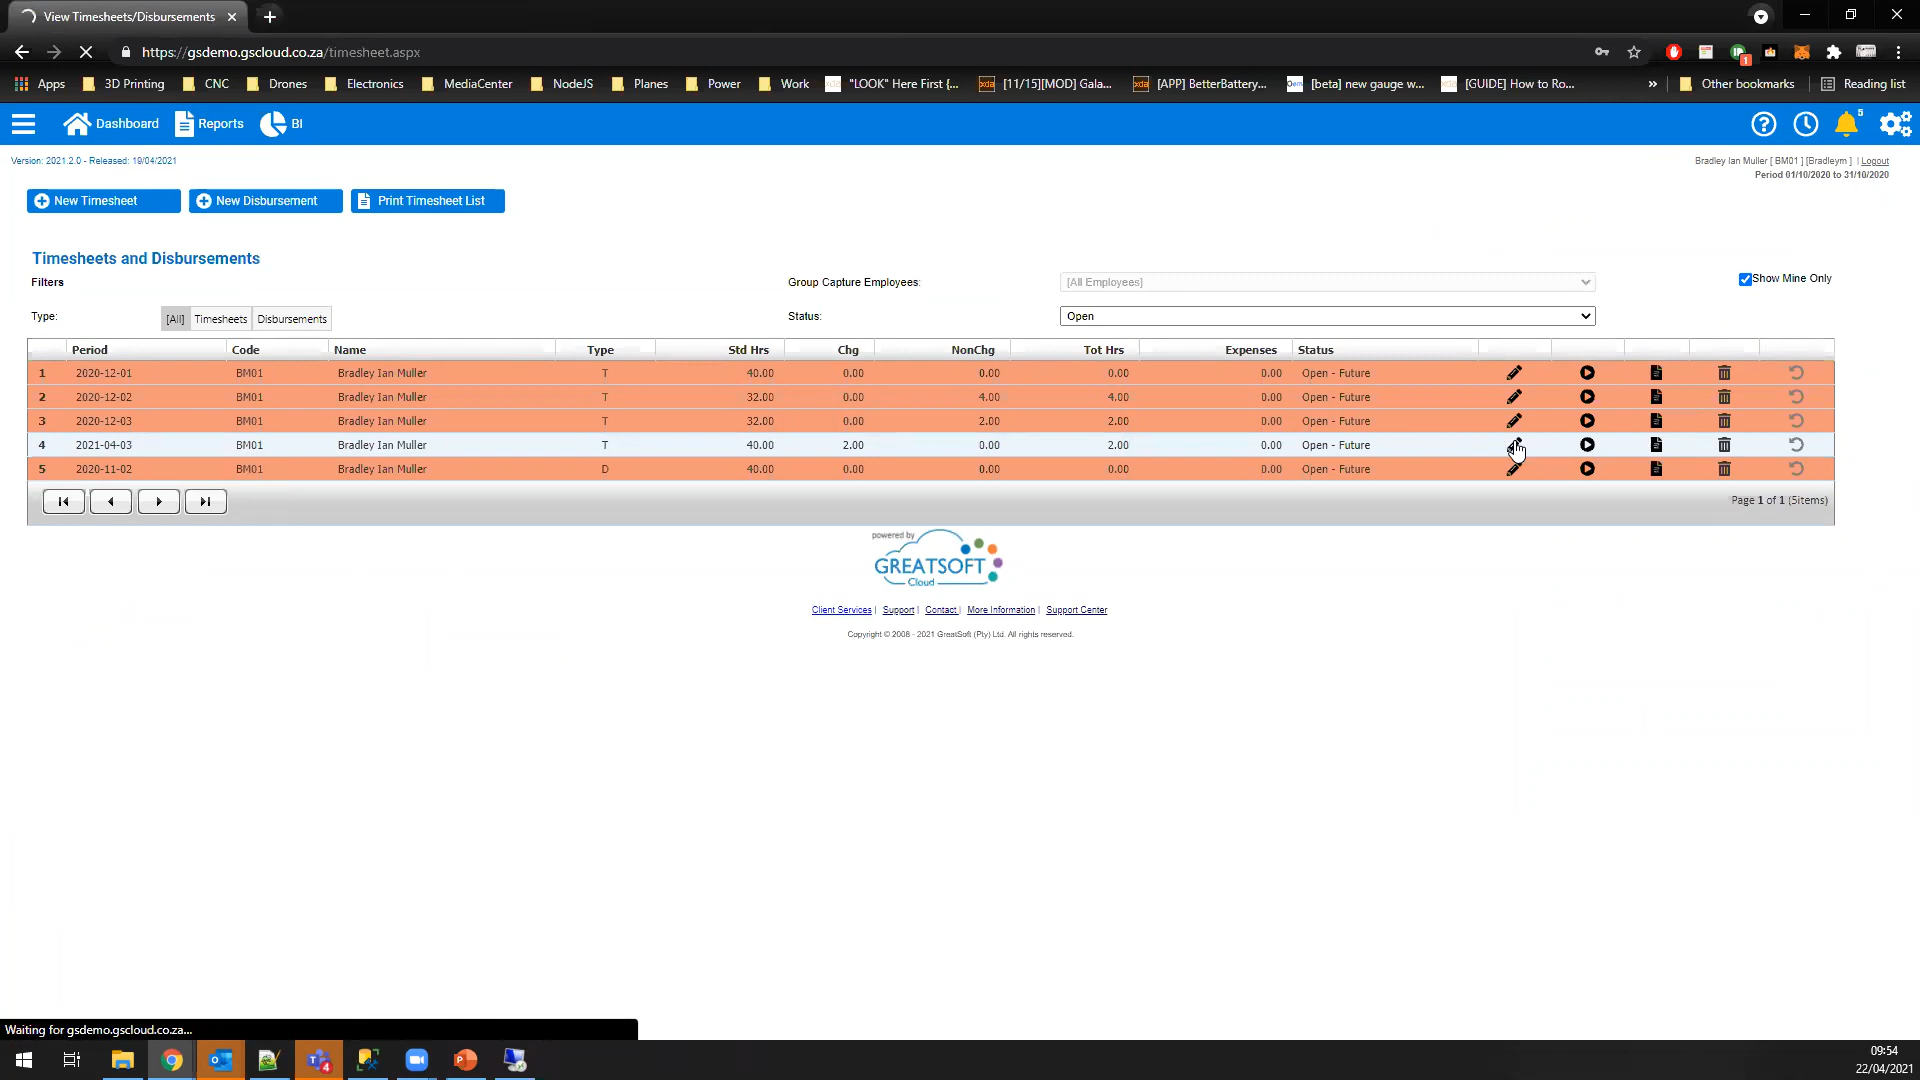 View Timesheets/Disbursements
https://gsdemo.gscloud.co.za/timesheet.aspx
1
Apps 3D Printing CNC Drones Electronics MediaCenter NodeJS Planes Power Work "LOOK" Here First {... [11/15][MOD] Gala... [APP] BetterBattery... [beta] new gauge w... [GUIDE] How to Ro... » Other bookmarks Reading list
Dashboard Reports BI
Version: 2021.2.0 - Released: 19/04/2021
Bradley Ian Muller [ BM01 ] [Bradleym ] | Logout
Period 01/10/2020 to 31/10/2020
New Timesheet New Disbursement Print Timesheet List
Timesheets and Disbursements
Filters Group Capture Employees: [All Employees] Show Mine Only
Type: [All] Timesheets Disbursements Status: Open
Period Code Name Type Std Hrs Chg NonChg Tot Hrs Expenses Status
1 2020-12-01 BM01 Bradley Ian Muller T 40.00 0.00 0.00 0.00 0.00 Open - Future
2 2020-12-02 BM01 Bradley Ian Muller T 32.00 0.00 4.00 4.00 0.00 Open - Future
3 2020-12-03 BM01 Bradley Ian Muller T 32.00 0.00 2.00 2.00 0.00 Open - Future
4 2021-04-03 BM01 Bradley Ian Muller T 40.00 2.00 0.00 2.00 0.00 Open - Future
5 2020-11-02 BM01 Bradley Ian Muller D 40.00 0.00 0.00 0.00 0.00 Open - Future
Page 1 of 1 (5items)
powered by
GREATSOFT
Cloud
Client Services | Support | Contact | More Information | Support Center
Copyright © 2008 - 2021 GreatSoft (Pty) Ltd. All rights reserved.
Waiting for gsdemo.gscloud.co.za...
09:54
22/04/2021